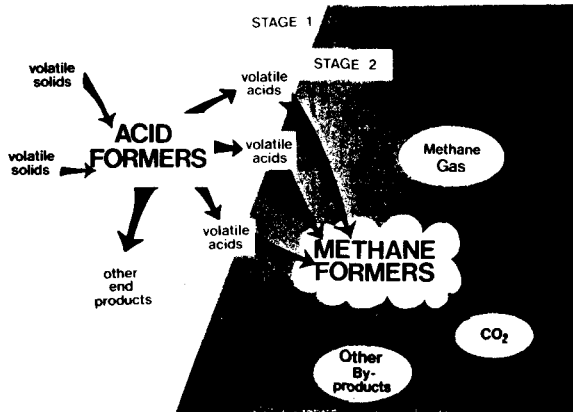 STAGE 1
STAGE 2
volatile
solids
volatile
acids
ACID
FORMERS
volatile
solids
volatile
acids
Methane
Gas
volatile
acids
METHANE
FORMERS
other
end
products
CO₂
Other
By-
products